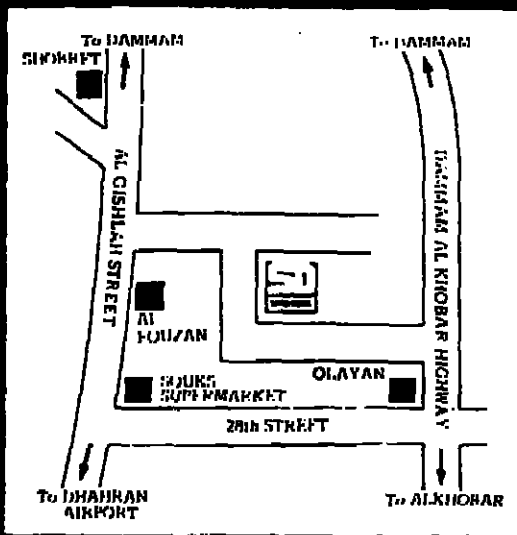 To DAMMAM
To DAMMAM
AL GISHLAH STREET
DAMMAM AL KHOBAR HIGHWAY
AL
FOUZAN
SOUKS
SUPERMARKET
OLAYAN
28th STREET
To DHAHRAN
AIRPORT
To ALKHOBAR